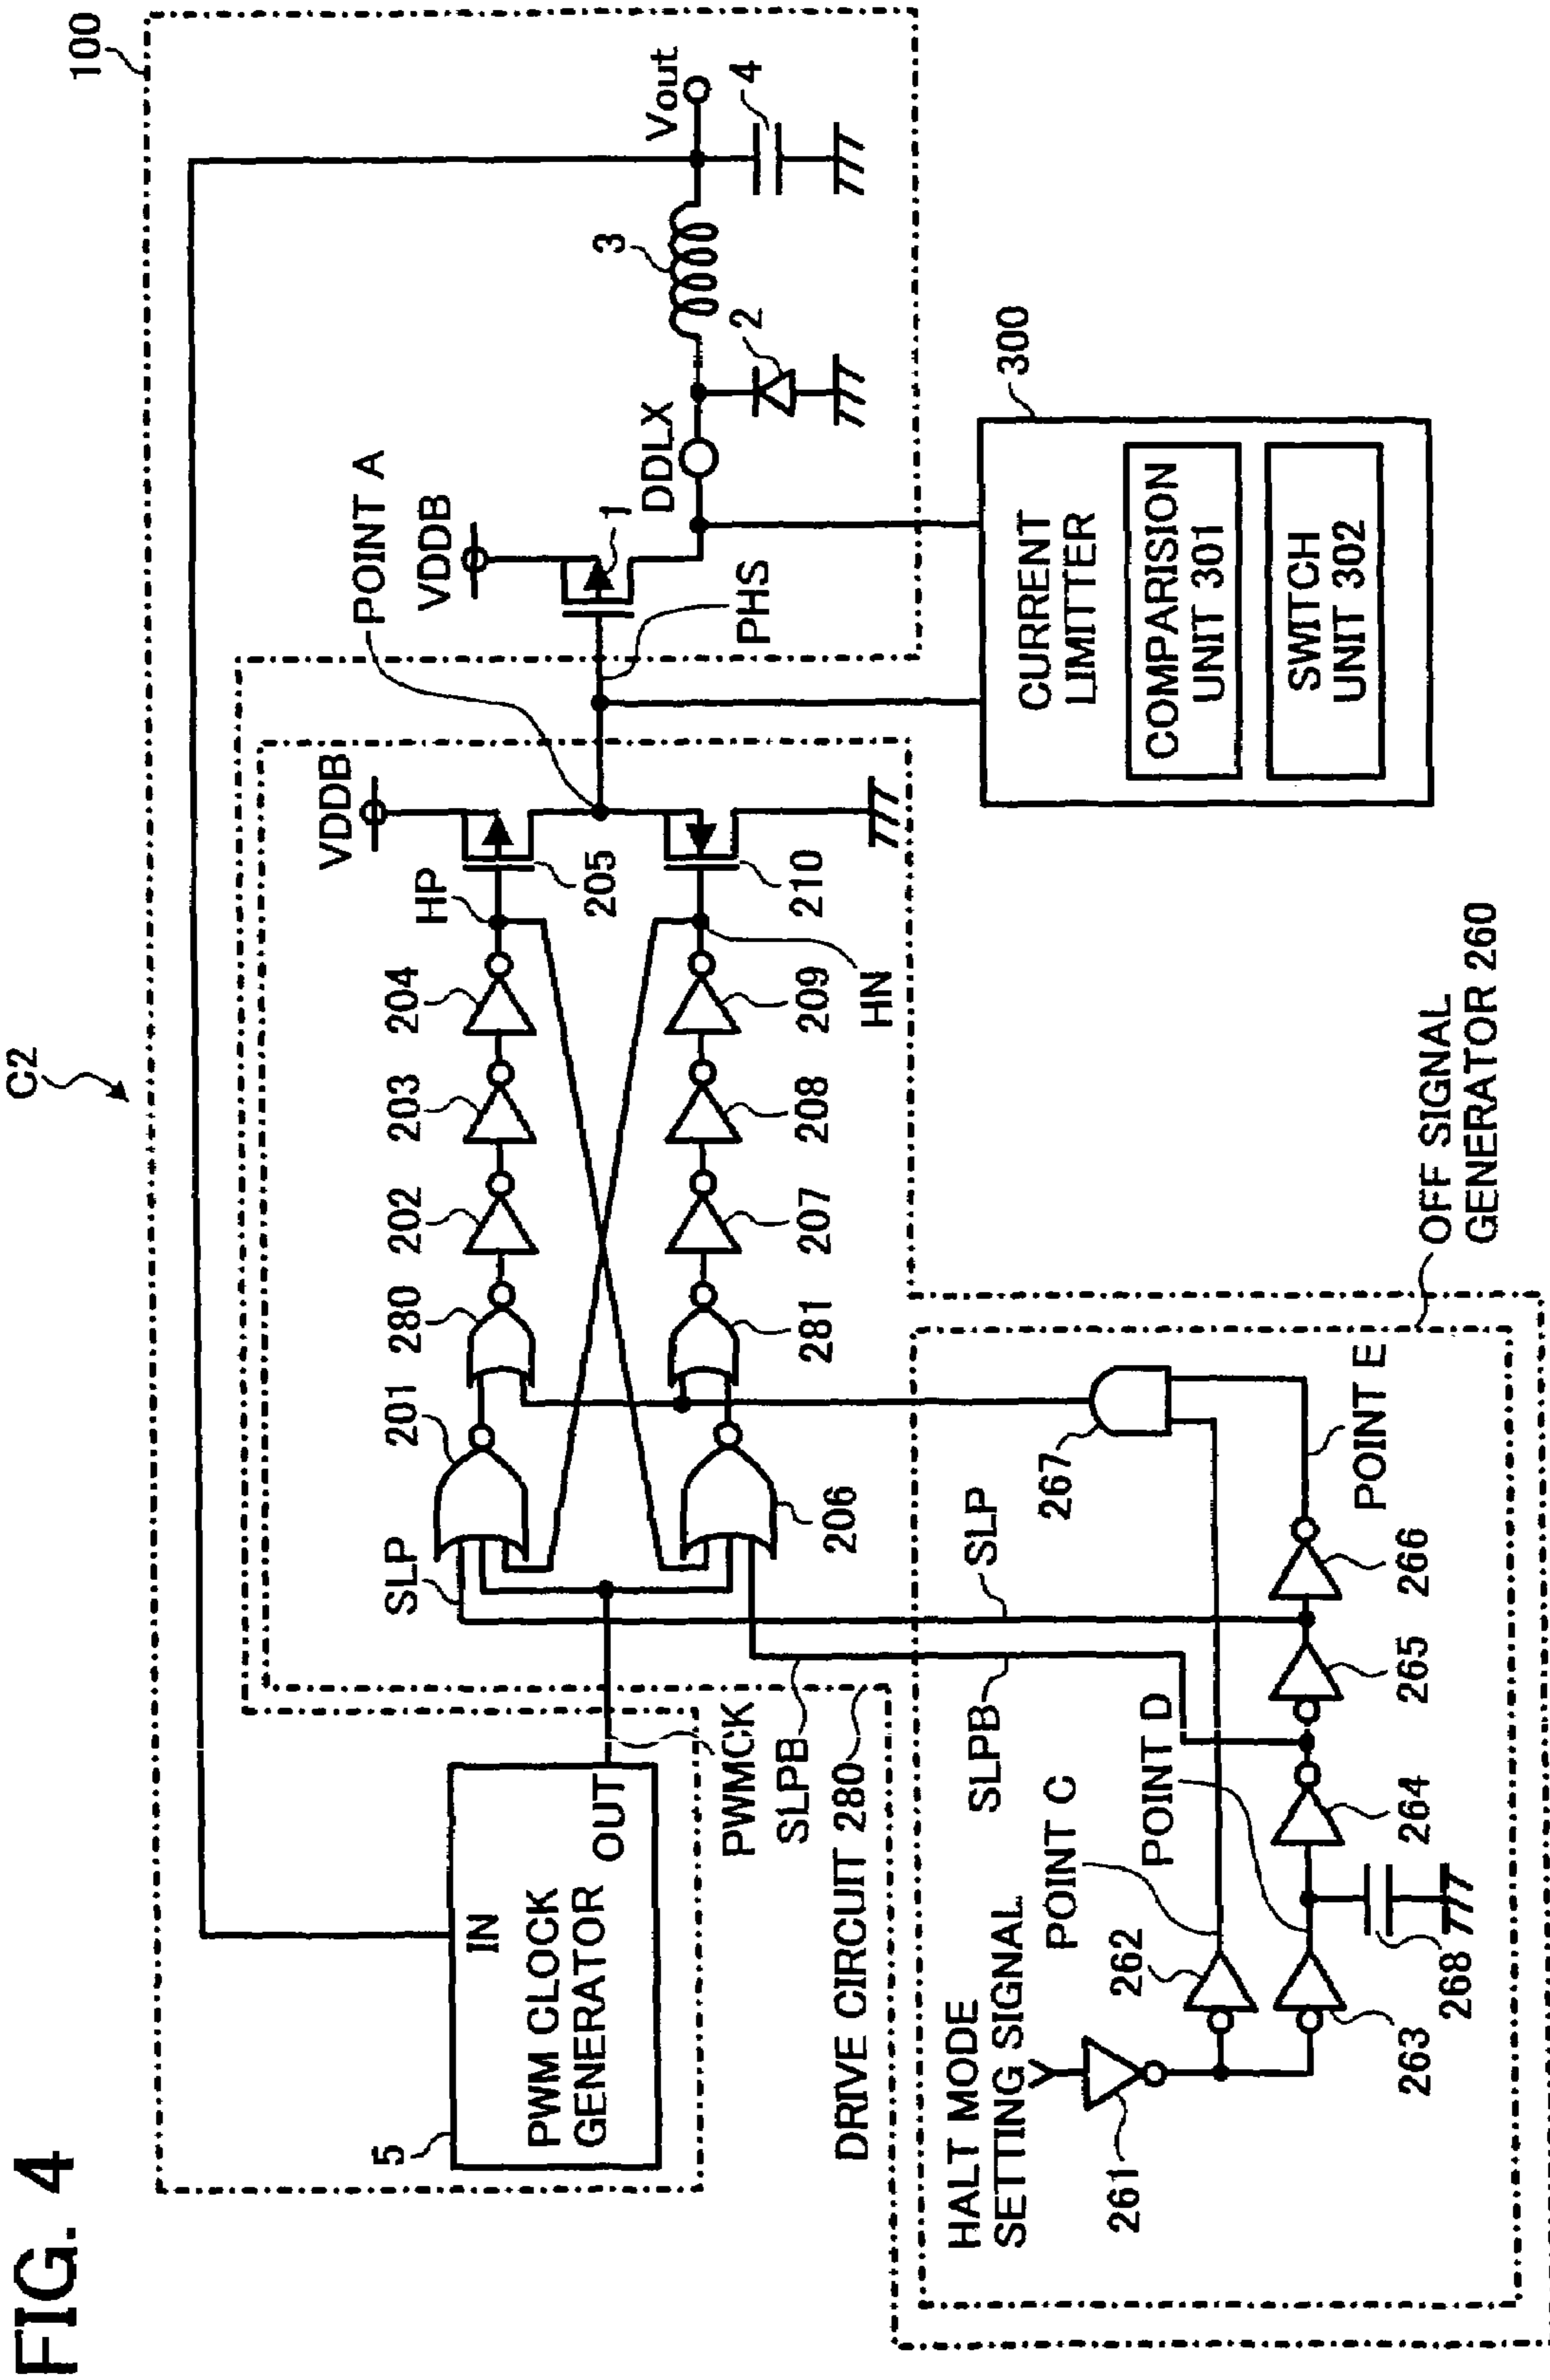 FIG. 4
C2
100
5
IN
PWM CLOCK
GENERATOR
OUT
PWMCK
SLPB
DRIVE CIRCUIT 280
SLP
201
280
202
203
204
HP
VDDB
205
POINT A
VDDB
1
PHS
DDLX
2
3
Vout
4
206
281
207
208
209
HN
210
300
CURRENT
LIMITTER
COMPARISION
UNIT 301
SWITCH
UNIT 302
HALT MODE
SETTING SIGNAL
261
262
263
POINT C
POINT D
268
264
SLPB
265
SLP
266
267
POINT E
OFF SIGNAL
GENERATOR 260